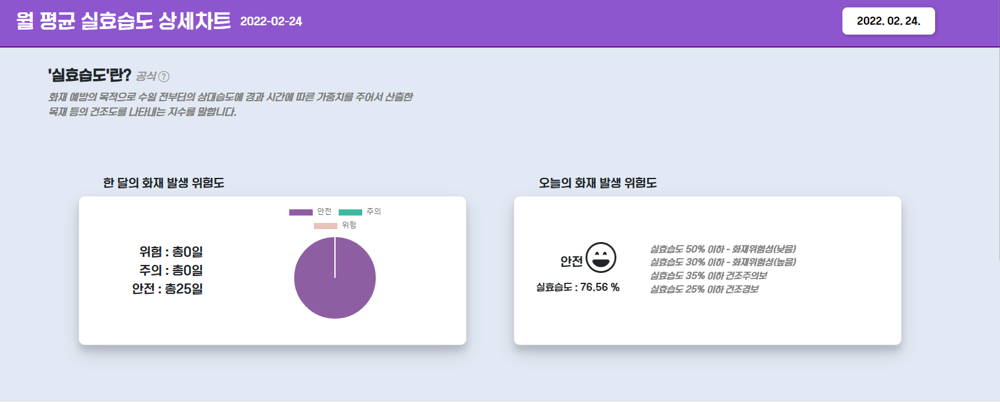 월 평균 실효습도 상세차트 2022-02-24
2022. 02. 24.
'실효습도'란? 공식 ?
화재 예방의 목적으로 수일 전부터의 상대습도에 경과 시간에 따른 가중치를 주어서 산출한
목재 등의 건조도를 나타내는 지수를 말합니다.
한 달의 화재 발생 위험도
안전 주의
위험
위험 : 총0일
주의 : 총0일
안전 : 총25일
오늘의 화재 발생 위험도
안전
실효습도 : 76.56 %
실효습도 50% 이하 - 화재위험성(낮음)
실효습도 30% 이하 - 화재위험성(높음)
실효습도 35% 이하 건조주의보
실효습도 25% 이하 건조경보